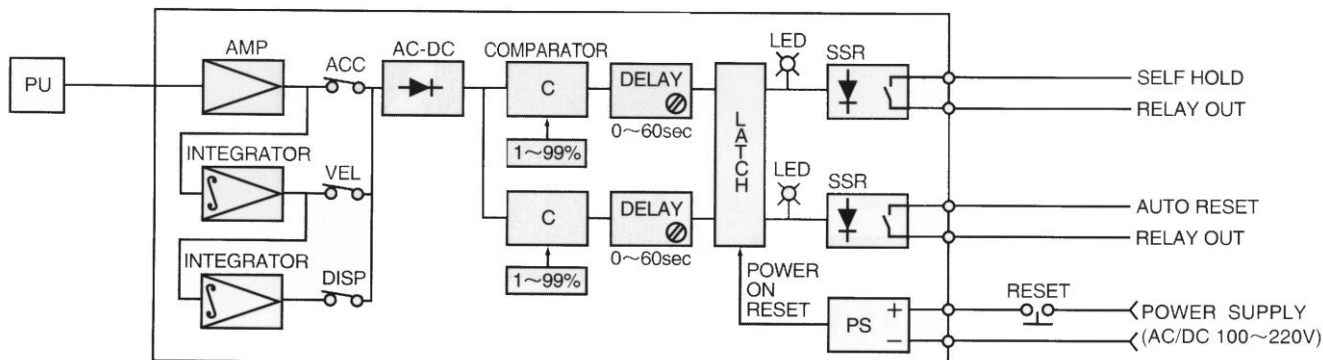 PU
AMP
ACC
AC-DC
COMPARATOR
C
1~99%
DELAY
0~60sec
LATCH
LED
SSR
SELF HOLD
RELAY OUT
INTEGRATOR
∫
VEL
C
1~99%
DELAY
0~60sec
LED
SSR
AUTO RESET
RELAY OUT
INTEGRATOR
∫
DISP
POWER
ON
RESET
PS
+
−
RESET
POWER SUPPLY
(AC/DC 100~220V)